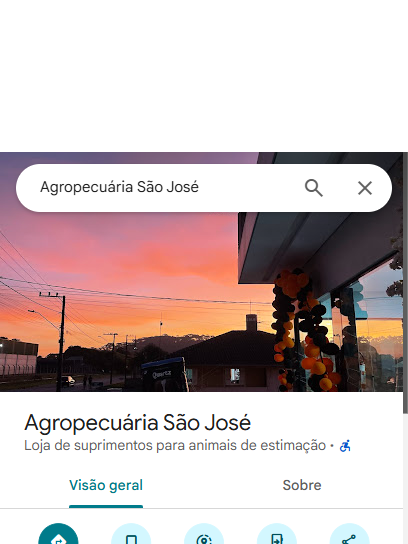 Agropecuária São José
Agropecuária São José
Loja de suprimentos para animais de estimação ·
Visão geral
Sobre